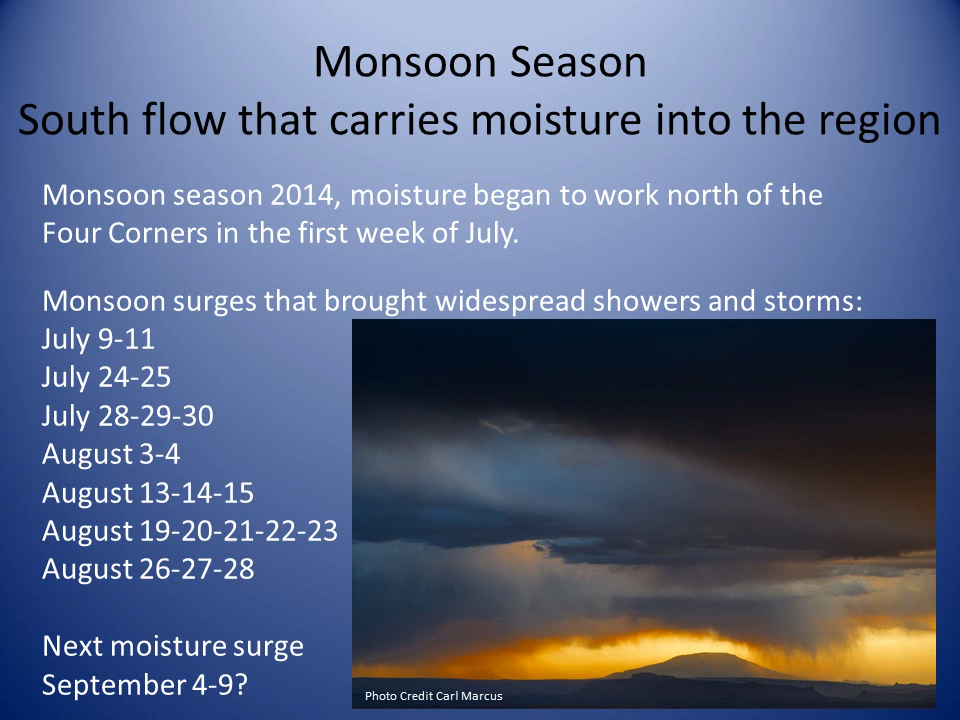 Monsoon Season
South flow that carries moisture into the region
Monsoon season 2014, moisture began to work north of the
Four Corners in the first week of July.
Monsoon surges that brought widespread showers and storms:
July 9-11
July 24-25
July 28-29-30
August 3-4
August 13-14-15
August 19-20-21-22-23
August 26-27-28
Next moisture surge
September 4-9?
Photo Credit Carl Marcus